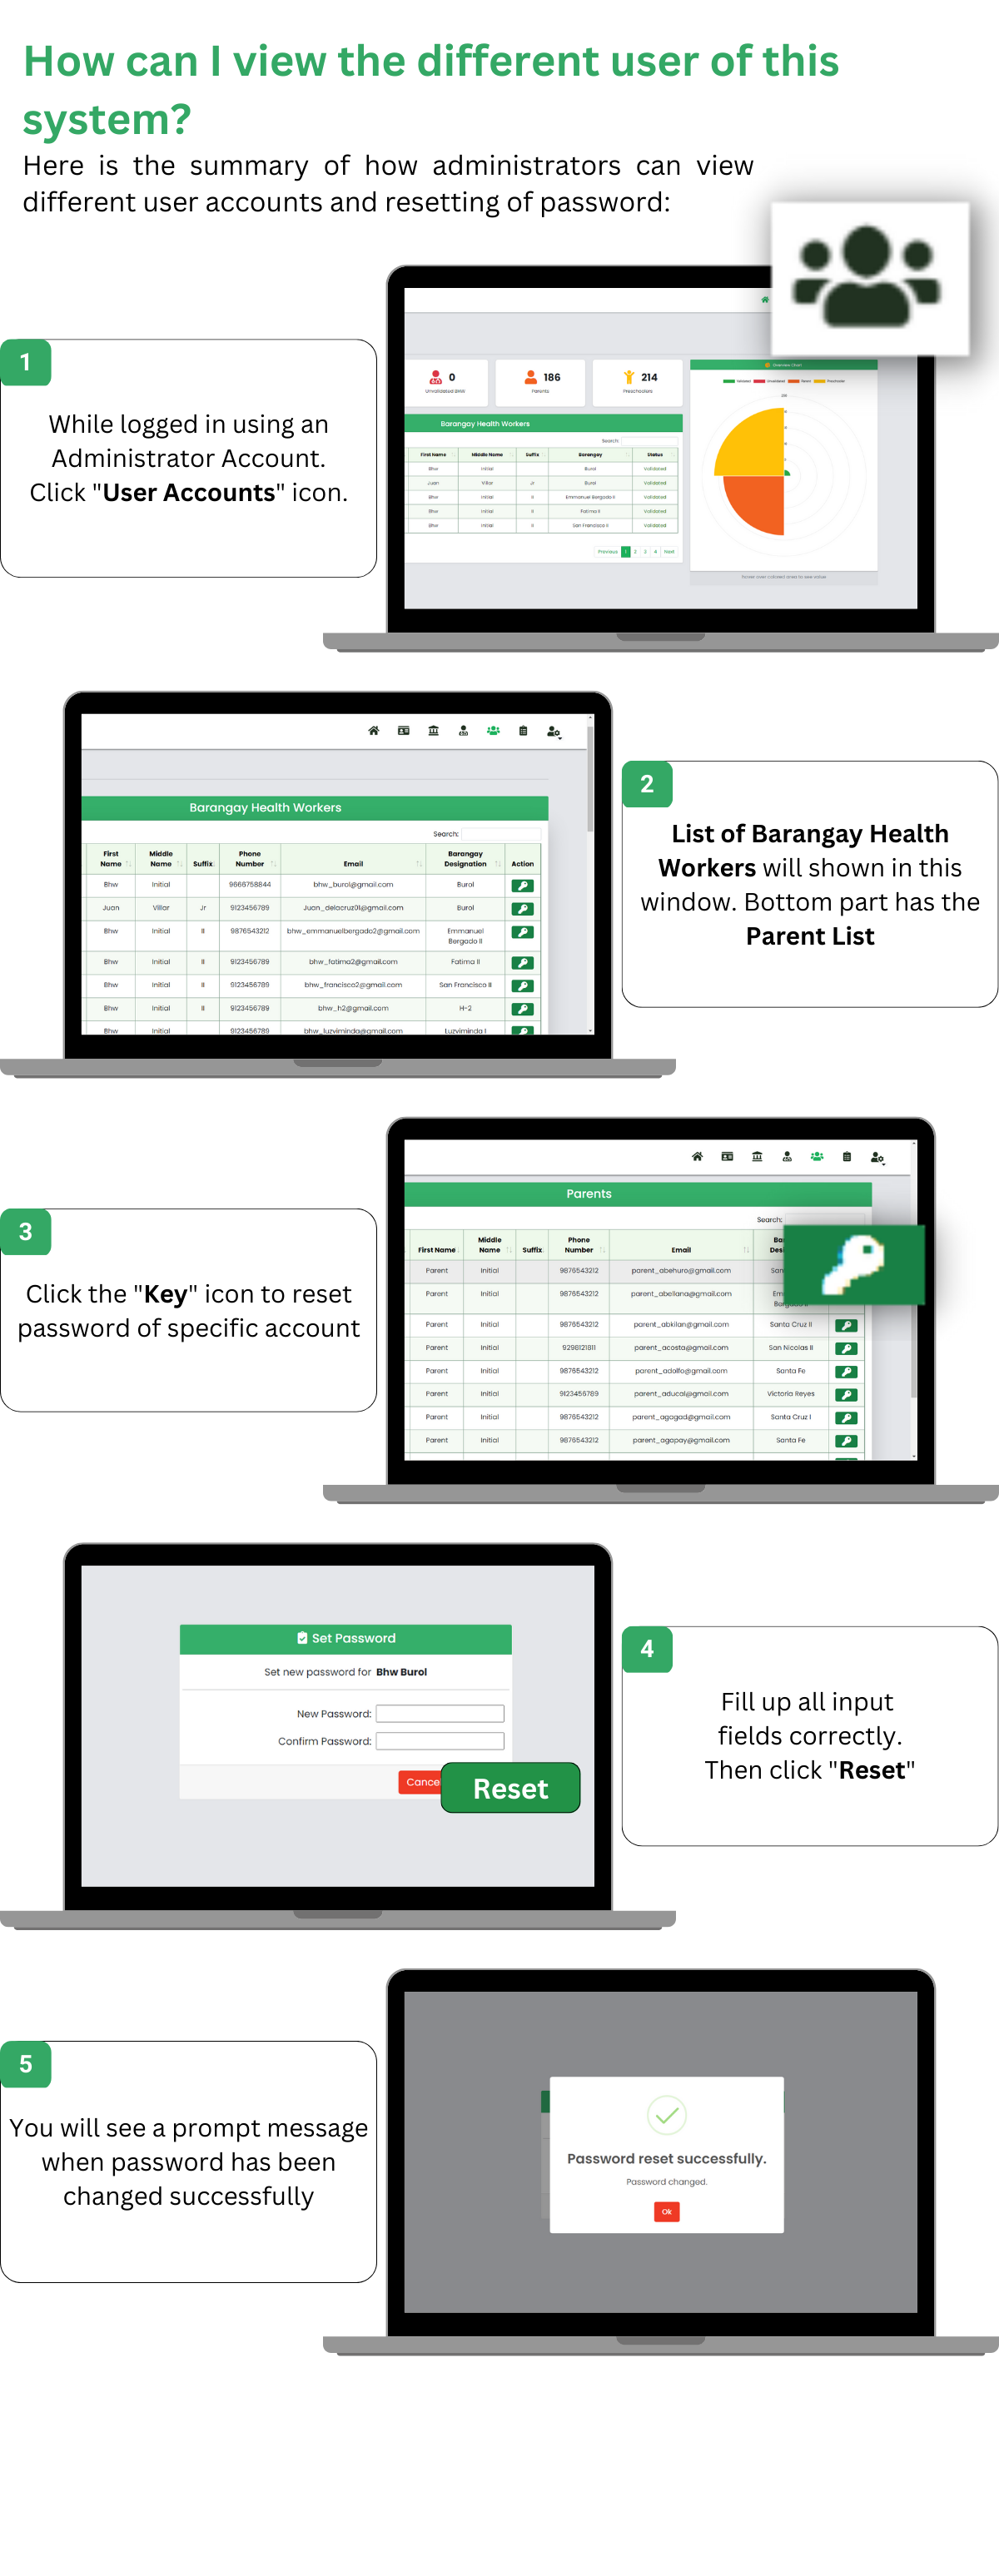 How can I view the different user of this
system?
Here is the summary of how administrators can view
different user accounts and resetting of password:
1
While logged in using an
Administrator Account.
Click "User Accounts" icon.
0
Unvalidated BHW
186
Parents
214
Preschoolers
Overview Chart
Validated Unvalidated Parent Preschooler
Barangay Health Workers
Search:
First Name Middle Name Suffix Barangay Status
Bhw Initial Burol Validated
Juan Villar Jr Burol Validated
Bhw Initial II Emmanuel Bergado II Validated
Bhw Initial II Fatima II Validated
Bhw Initial II San Francisco II Validated
Previous 1 2 3 4 Next
Hover over colored area to see value
Barangay Health Workers
Search:
First Name Middle Name Suffix Phone Number Email Barangay Designation Action
Bhw Initial 9666758844 bhw_burol@gmail.com Burol
Juan Villar Jr 9123456789 Juan_delacruz01@gmail.com Burol
Bhw Initial II 9876543212 bhw_emmanuelbergado2@gmail.com Emmanuel Bergado II
Bhw Initial II 9123456789 bhw_fatima2@gmail.com Fatima II
Bhw Initial II 9123456789 bhw_francisco2@gmail.com San Francisco II
Bhw Initial II 9123456789 bhw_h2@gmail.com H-2
Bhw Initial II 9123456789 bhw_luzviminda@gmail.com Luzviminda I
2
List of Barangay Health
Workers will shown in this
window. Bottom part has the
Parent List
3
Click the "Key" icon to reset
password of specific account
Parents
Search:
First Name Middle Name Suffix Phone Number Email
Parent Initial 9876543212 parent_abehuro@gmail.com San
Parent Initial 9876543212 parent_abellana@gmail.com
Parent Initial 9876543212 parent_abkilan@gmail.com Santa Cruz II
Parent Initial 9298121811 parent_acosta@gmail.com San Nicolas II
Parent Initial 9876543212 parent_adolfo@gmail.com Santa Fe
Parent Initial 9123456789 parent_aducal@gmail.com Victoria Reyes
Parent Initial 9876543212 parent_agagad@gmail.com Santa Cruz I
Parent Initial 9876543212 parent_agapay@gmail.com Santa Fe
Set Password
Set new password for Bhw Burol
New Password:
Confirm Password:
Cance
Reset
4
Fill up all input
fields correctly.
Then click "Reset"
5
You will see a prompt message
when password has been
changed successfully
Password reset successfully.
Password changed.
Ok